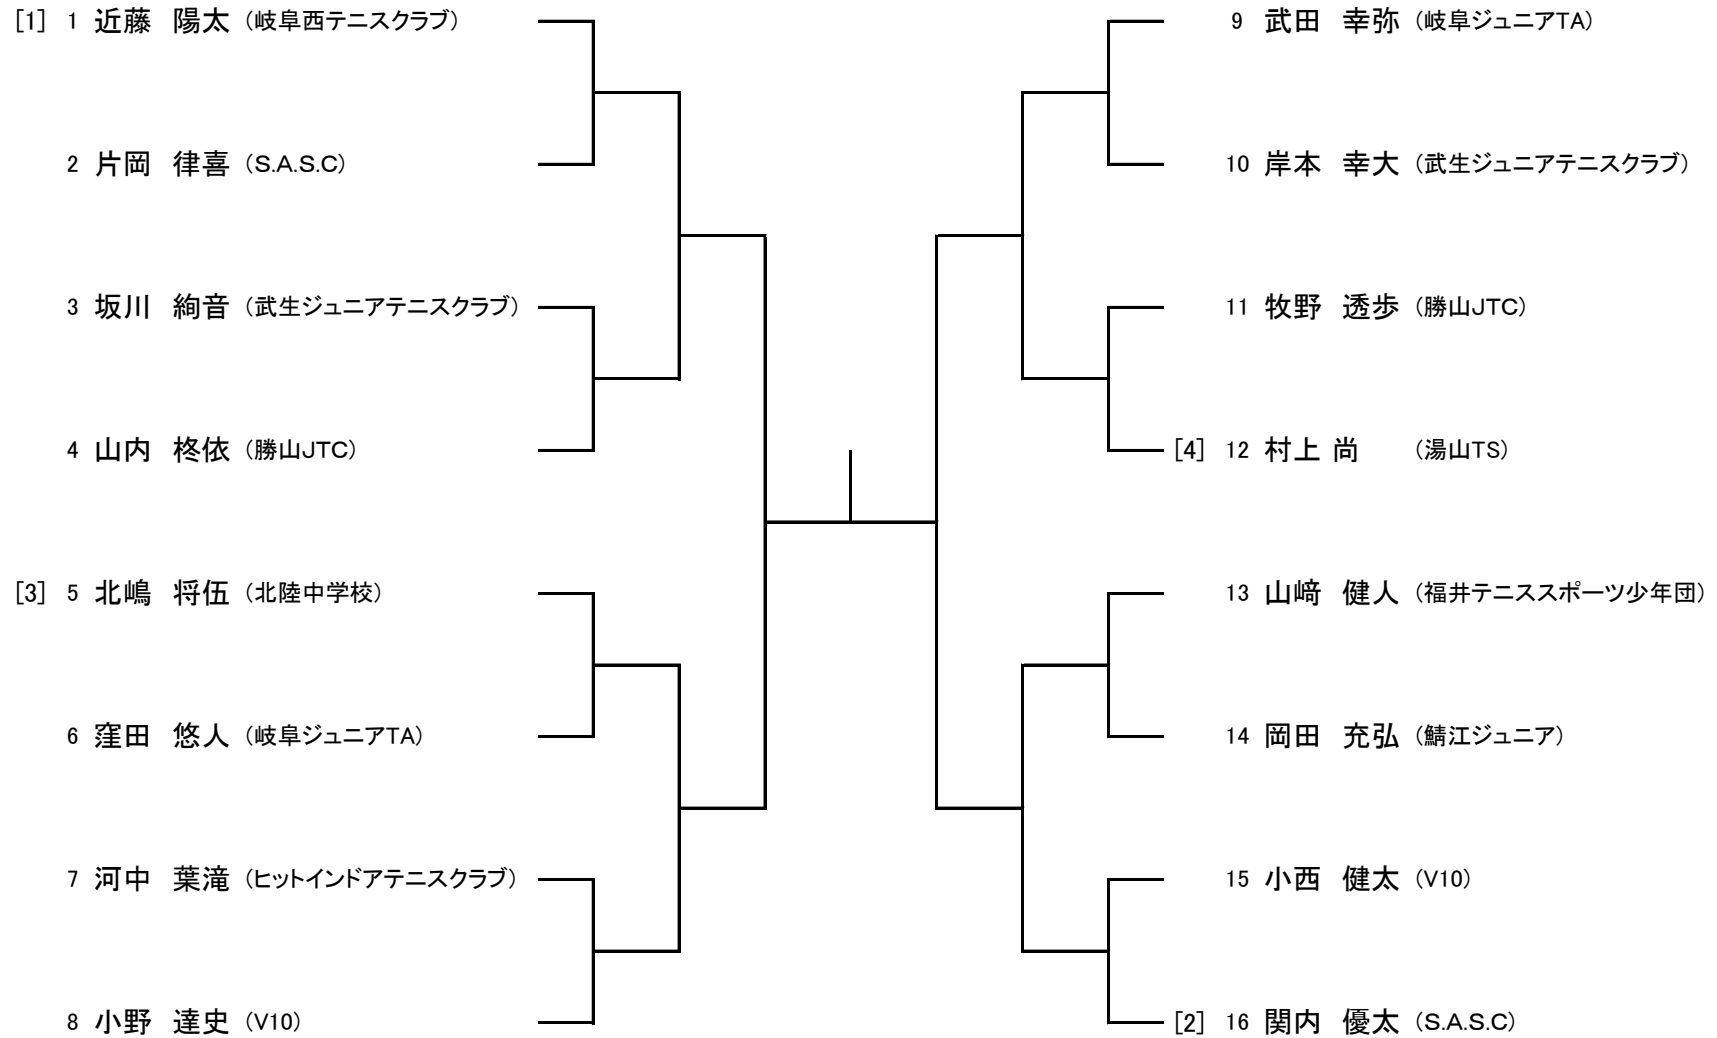 [1] 1 近藤 陽太 (岐阜西テニスクラブ)
2 片岡 律喜 (S.A.S.C)
3 坂川 絢音 (武生ジュニアテニスクラブ)
4 山内 柊依 (勝山JTC)
[3] 5 北嶋 将伍 (北陸中学校)
6 窪田 悠人 (岐阜ジュニアTA)
7 河中 葉滝 (ヒットインドアテニスクラブ)
8 小野 達史 (V10)
9 武田 幸弥 (岐阜ジュニアTA)
10 岸本 幸大 (武生ジュニアテニスクラブ)
11 牧野 透歩 (勝山JTC)
[4] 12 村上 尚 (湯山TS)
13 山﨑 健人 (福井テニススポーツ少年団)
14 岡田 充弘 (鯖江ジュニア)
15 小西 健太 (V10)
[2] 16 関内 優太 (S.A.S.C)